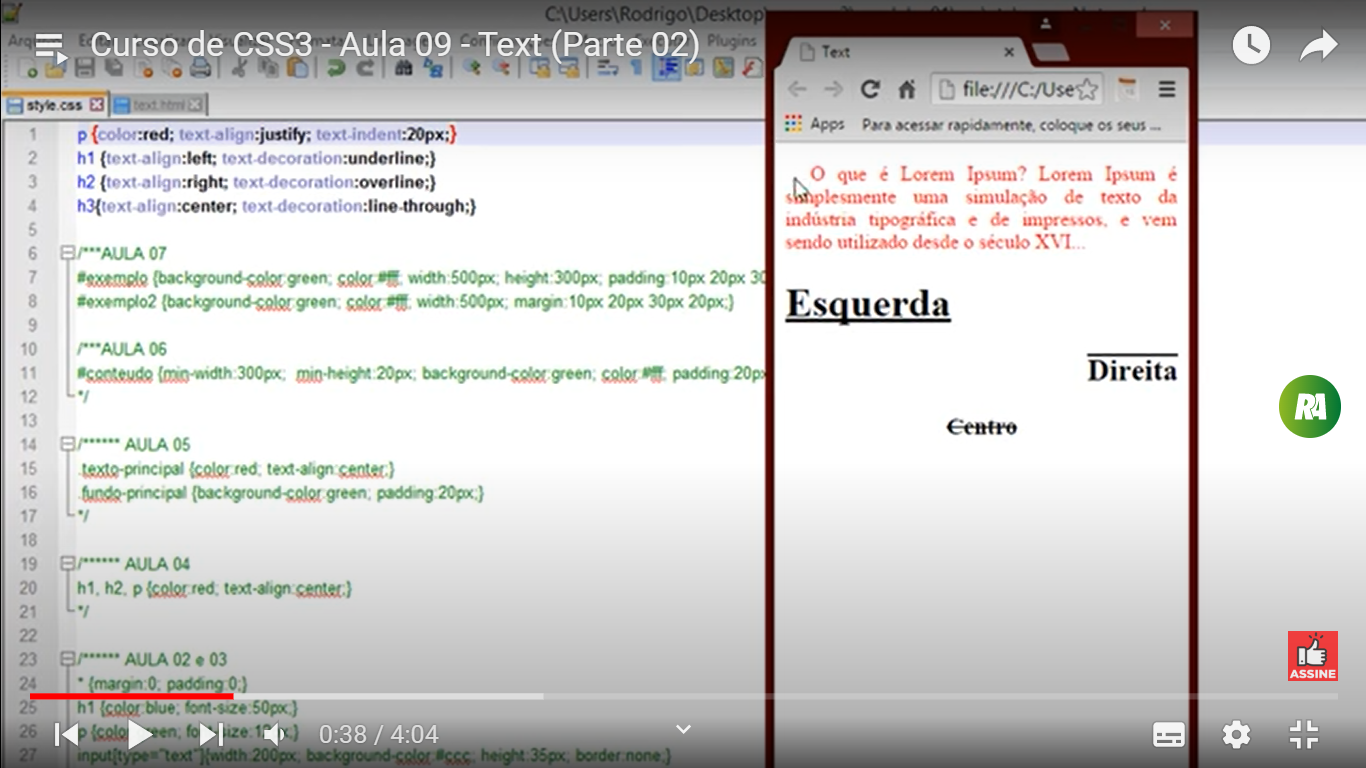 C:\Users\Rodrigo\Desktop\
Curso de CSS3 - Aula 09 - Text (Parte 02)
Plugins
style.css
text.html
1 p {color:red; text-align:justify; text-indent:20px;}
2 h1 {text-align:left; text-decoration:underline;}
3 h2 {text-align:right; text-decoration:overline;}
4 h3{text-align:center; text-decoration:line-through;}
5
6 /***AULA 07
7 #exemplo {background-color:green; color:#fff; width:500px; height:300px; padding:10px 20px 30
8 #exemplo2 {background-color:green; color:#fff; width:500px; margin:10px 20px 30px 20px;}
9
10 /***AULA 06
11 #conteudo {min-width:300px; min-height:20px; background-color:green; color:#fff; padding:20px
12 */
13
14 /****** AULA 05
15 .texto-principal {color:red; text-align:center;}
16 .fundo-principal {background-color:green; padding:20px;}
17 */
18
19 /****** AULA 04
20 h1, h2, p {color:red; text-align:center;}
21 */
22
23 /****** AULA 02 e 03
24 * {margin:0; padding:0;}
25 h1 {color:blue; font-size:50px;}
26
27 input[type="text"]{width:200px; background-color:#ccc; height:35px; border:none;}
Text
file:///C:/Use
Apps Para acessar rapidamente, coloque os seus ...
O que é Lorem Ipsum? Lorem Ipsum é
simplesmente uma simulação de texto da
indústria tipográfica e de impressos, e vem
sendo utilizado desde o século XVI...
Esquerda
Direita
Centro
RA
ASSINE
0:38 / 4:04